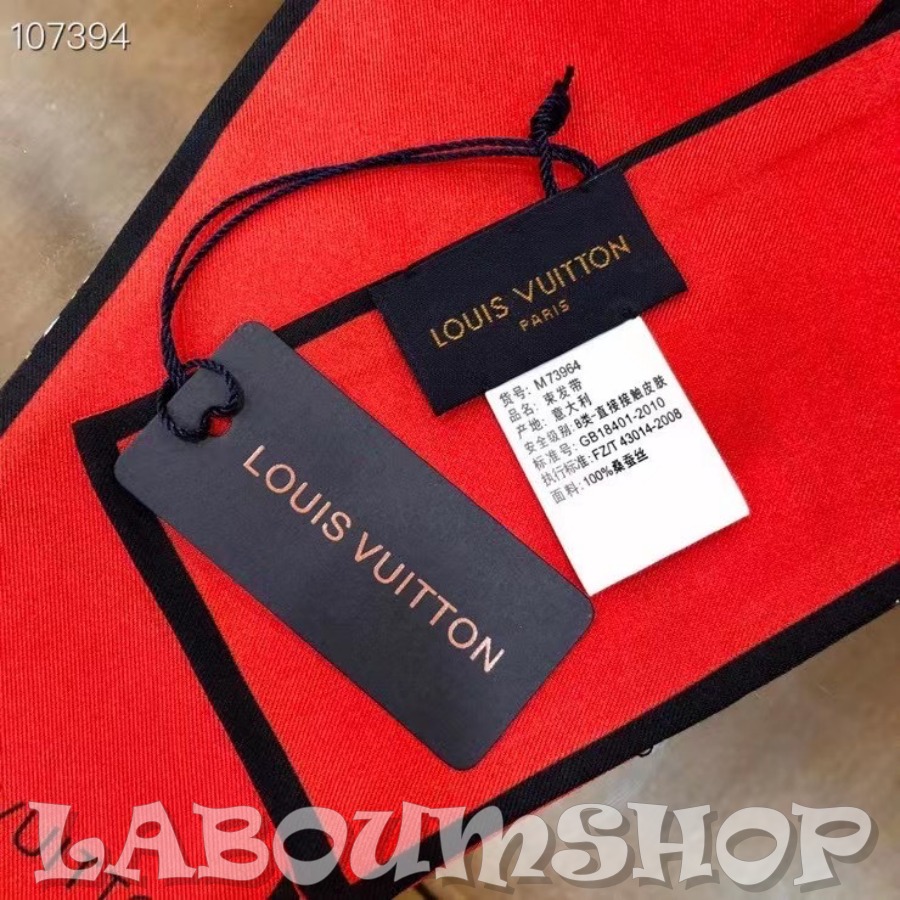 107394
LOUIS VUITTON
PARIS
货号: M73964
品名: 束发带
产地: 意大利
安全级别: B类-直接接触皮肤
标准号: GB18401-2010
执行标准: FZ/T 43014-2008
面料: 100%桑蚕丝
LOUIS VUITTON
VUITTO
LABOUMSHOP